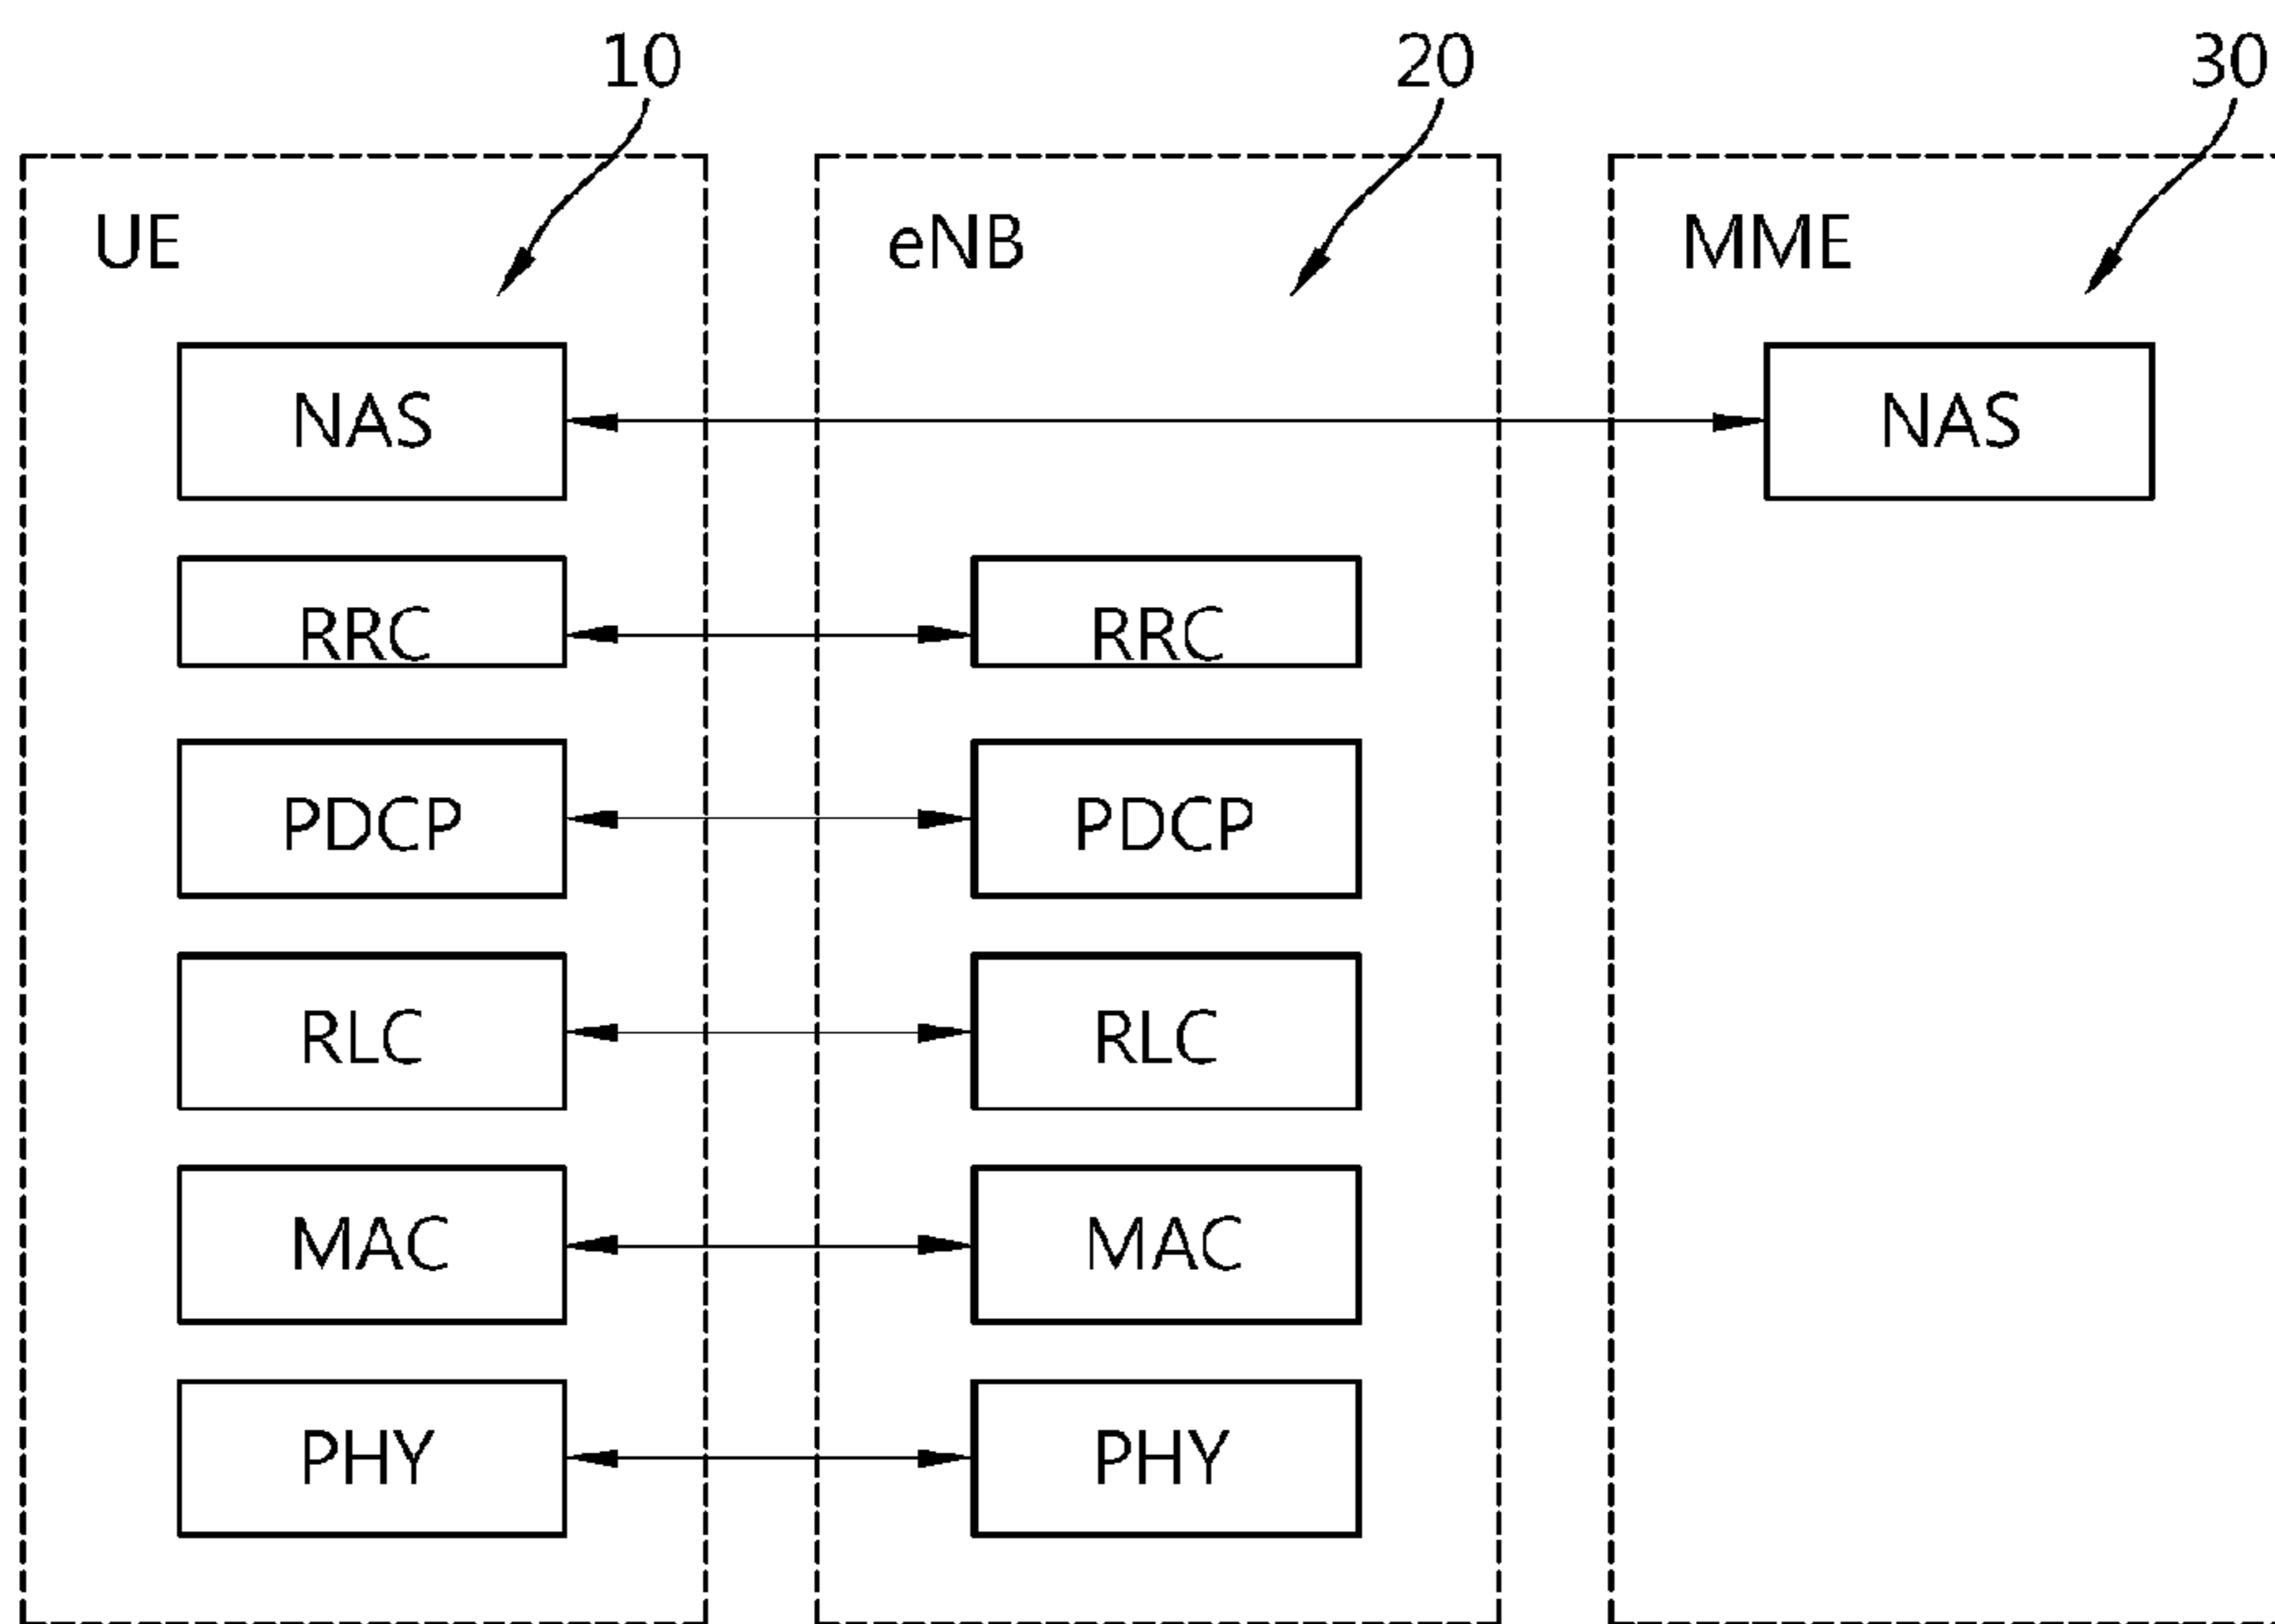 10 20 30
UE eNB MME
NAS NAS
RRC RRC
PDCP PDCP
RLC RLC
MAC MAC
PHY PHY